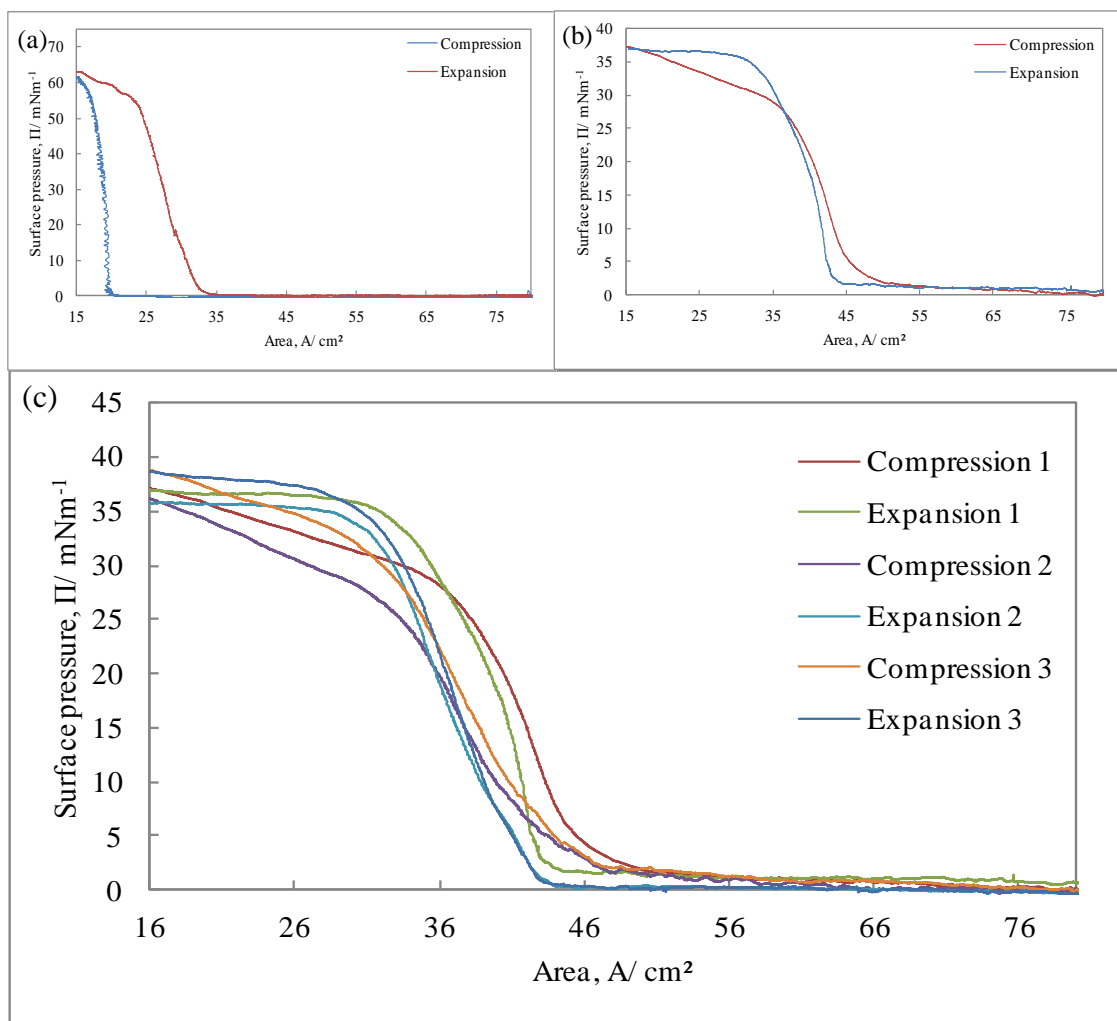 (a)
70
60
50
40
30
20
10
0
15 25 35 45 55 65 75
Surface pressure, Π/ mNm⁻¹
Area, A/ cm²
Compression
Expansion
(b)
40
35
30
25
20
15
10
5
0
15 25 35 45 55 65 75
Surface pressure, Π/ mNm⁻¹
Area, A/ cm²
Compression
Expansion
(c)
45
40
35
30
25
20
15
10
5
0
16 26 36 46 56 66 76
Surface pressure, Π/ mNm⁻¹
Area, A/ cm²
Compression 1
Expansion 1
Compression 2
Expansion 2
Compression 3
Expansion 3